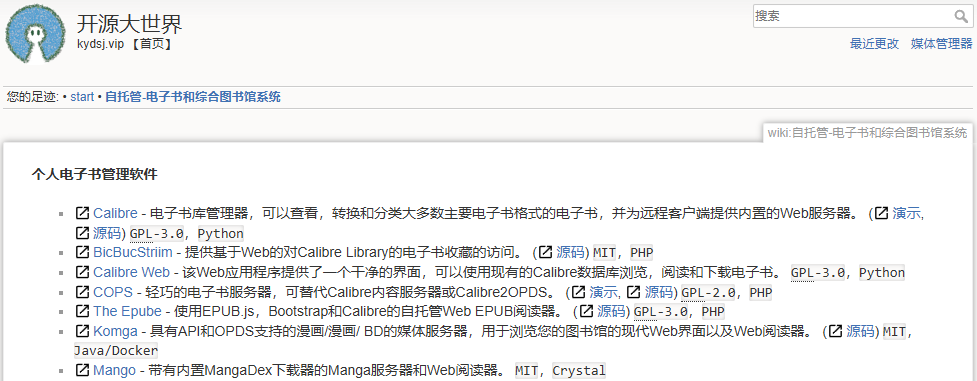 开源大世界
kydsj.vip 【首页】
搜索
最近更改 媒体管理器
您的足迹: • start • 自托管-电子书和综合图书馆系统
wiki:自托管-电子书和综合图书馆系统
个人电子书管理软件
Calibre - 电子书库管理器，可以查看，转换和分类大多数主要电子书格式的电子书，并为远程客户端提供内置的Web服务器。 ( 演示,
源码) GPL-3.0, Python
BicBucStriim - 提供基于Web的对Calibre Library的电子书收藏的访问。 ( 源码) MIT, PHP
Calibre Web - 该Web应用程序提供了一个干净的界面，可以使用现有的Calibre数据库浏览，阅读和下载电子书。 GPL-3.0, Python
COPS - 轻巧的电子书服务器，可替代Calibre内容服务器或Calibre2OPDS。 ( 演示, 源码) GPL-2.0, PHP
The Epube - 使用EPUB.js，Bootstrap和Calibre的自托管Web EPUB阅读器。 ( 源码) GPL-3.0, PHP
Komga - 具有API和OPDS支持的漫画/漫画/ BD的媒体服务器，用于浏览您的图书馆的现代Web界面以及Web阅读器。 ( 源码) MIT,
Java/Docker
Mango - 带有内置MangaDex下载器的Manga服务器和Web阅读器。 MIT, Crystal